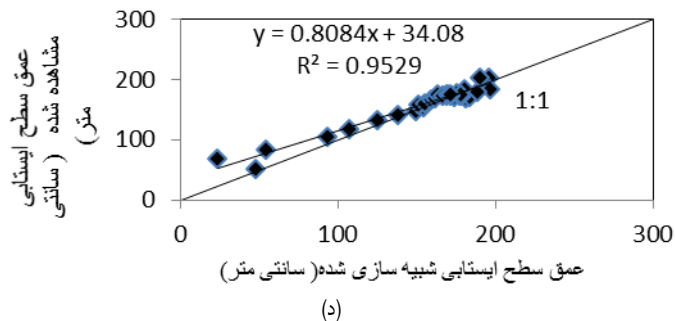 300
200
100
0
0
100
200
300
y = 0.8084x + 34.08
R² = 0.9529
1:1
عمق سطح ایستابی
مشاهده شده ( سانتی
متر)
عمق سطح ایستابی شبیه سازی شده( سانتی متر)
(د)